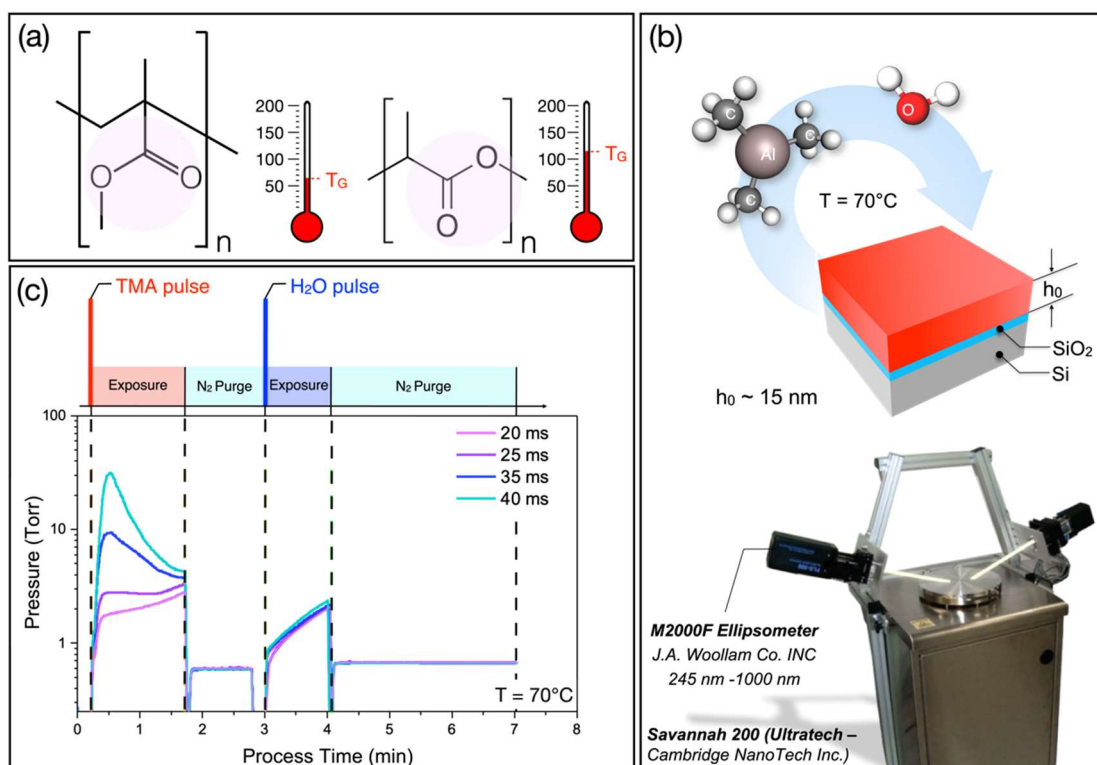 (a)
[ ]n
O
O
200
150
100
50
TG
O
O
n
200
150
100
50
TG
(b)
C
C
C
Al
O
T = 70°C
h₀
SiO₂
Si
h₀ ~ 15 nm
M2000F Ellipsometer
J.A. Woollam Co. INC
245 nm -1000 nm
Savannah 200 (Ultratech –
Cambridge NanoTech Inc.)
(c)
TMA pulse
H₂O pulse
Exposure
N₂ Purge
Exposure
N₂ Purge
100
10
1
Pressure (Torr)
20 ms
25 ms
35 ms
40 ms
T = 70°C
0 1 2 3 4 5 6 7 8
Process Time (min)